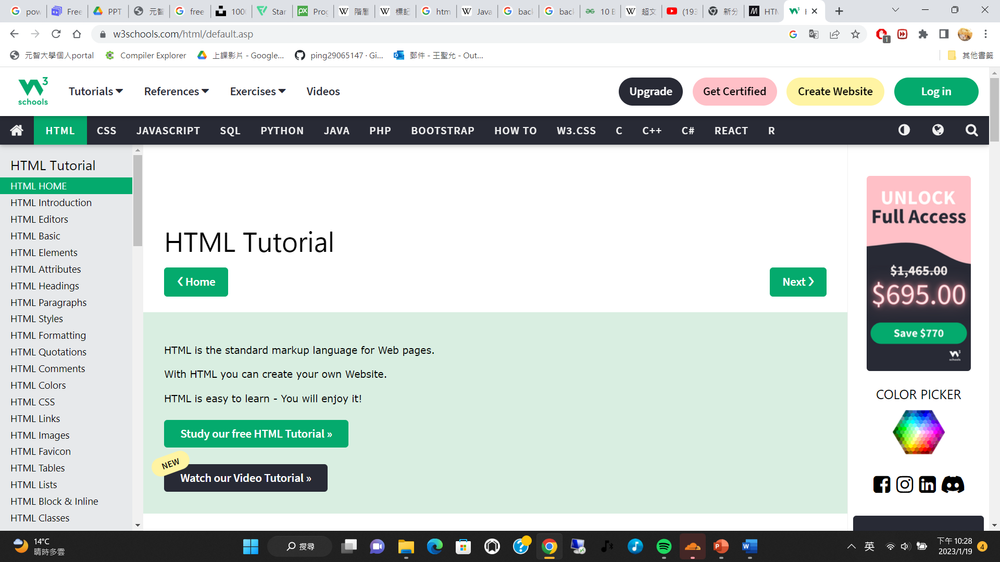 pow
Free
PPT
元智
free
100
Star
Prog
階層
標記
htm
Java
back
back
10 B
超文
(193
新分
HTM
w3schools.com/html/default.asp
1
元智大學個人portal
Compiler Explorer
上課影片 - Google...
ping29065147 · Gi...
郵件 - 王聖允 - Out...
其他書籤
W3 schools
Tutorials
References
Exercises
Videos
Upgrade
Get Certified
Create Website
Log in
HTML
CSS
JAVASCRIPT
SQL
PYTHON
JAVA
PHP
BOOTSTRAP
HOW TO
W3.CSS
C
C++
C#
REACT
R
HTML Tutorial
HTML HOME
HTML Introduction
HTML Editors
HTML Basic
HTML Elements
HTML Attributes
HTML Headings
HTML Paragraphs
HTML Styles
HTML Formatting
HTML Quotations
HTML Comments
HTML Colors
HTML CSS
HTML Links
HTML Images
HTML Favicon
HTML Tables
HTML Lists
HTML Block & Inline
HTML Classes
HTML Tutorial
❮ Home
Next ❯
HTML is the standard markup language for Web pages.
With HTML you can create your own Website.
HTML is easy to learn - You will enjoy it!
Study our free HTML Tutorial »
NEW
Watch our Video Tutorial »
UNLOCK
Full Access
$1,465.00
$695.00
Save $770
W3 schools
COLOR PICKER
14°C
晴時多雲
搜尋
英
下午 10:28
2023/1/19
4